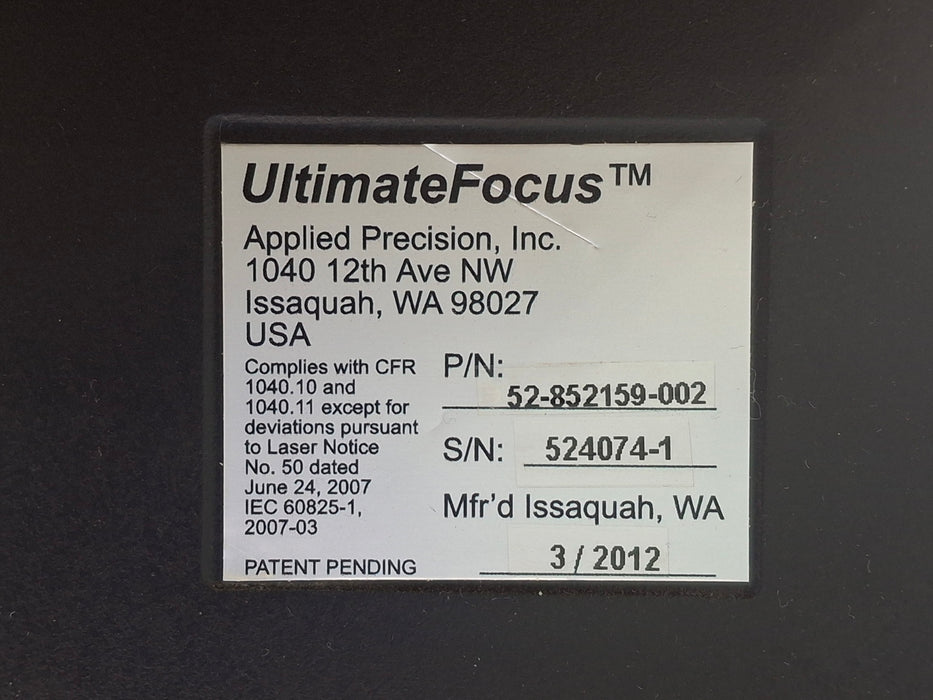 UltimateFocus™
Applied Precision, Inc.
1040 12th Ave NW
Issaquah, WA 98027
USA
Complies with CFR
1040.10 and
1040.11 except for
deviations pursuant
to Laser Notice
No. 50 dated
June 24, 2007
IEC 60825-1,
2007-03
PATENT PENDING
P/N:
52-852159-002
S/N: 524074-1
Mfr'd Issaquah, WA
3 / 2012